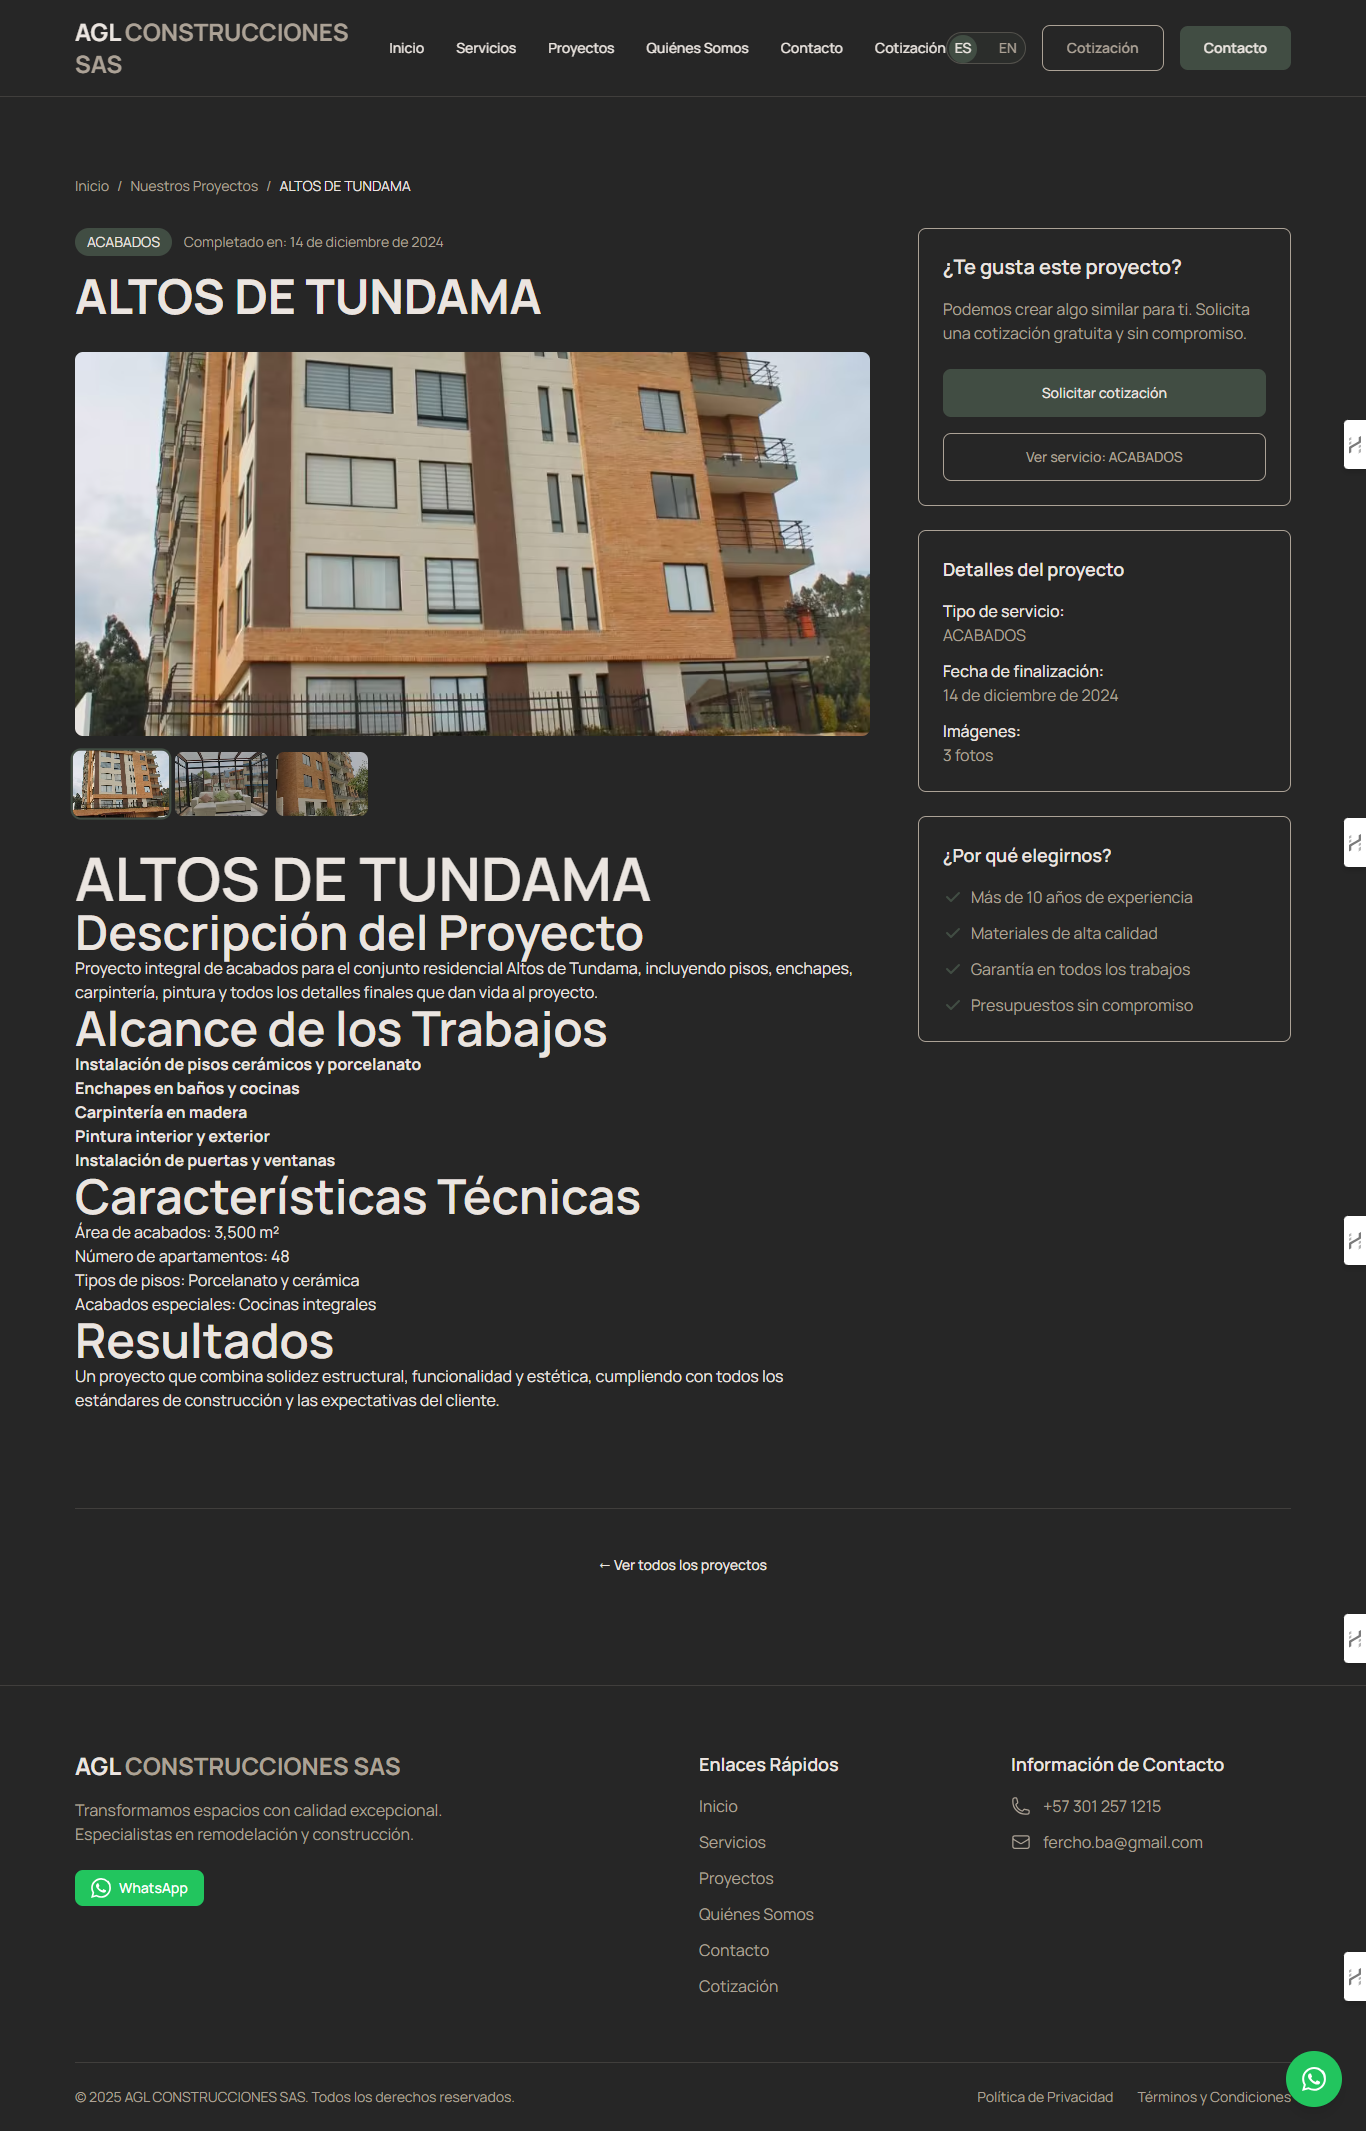 AGL CONSTRUCCIONES
SAS
Inicio
Servicios
Proyectos
Quiénes Somos
Contacto
Cotización
ES
EN
Cotización
Contacto
Inicio / Nuestros Proyectos / ALTOS DE TUNDAMA
ACABADOS
Completado en: 14 de diciembre de 2024
ALTOS DE TUNDAMA
ALTOS DE TUNDAMA
Descripción del Proyecto
Proyecto integral de acabados para el conjunto residencial Altos de Tundama, incluyendo pisos, enchapes,
carpintería, pintura y todos los detalles finales que dan vida al proyecto.
Alcance de los Trabajos
Instalación de pisos cerámicos y porcelanato
Enchapes en baños y cocinas
Carpintería en madera
Pintura interior y exterior
Instalación de puertas y ventanas
Características Técnicas
Área de acabados: 3,500 m²
Número de apartamentos: 48
Tipos de pisos: Porcelanato y cerámica
Acabados especiales: Cocinas integrales
Resultados
Un proyecto que combina solidez estructural, funcionalidad y estética, cumpliendo con todos los
estándares de construcción y las expectativas del cliente.
¿Te gusta este proyecto?
Podemos crear algo similar para ti. Solicita
una cotización gratuita y sin compromiso.
Solicitar cotización
Ver servicio: ACABADOS
Detalles del proyecto
Tipo de servicio:
ACABADOS
Fecha de finalización:
14 de diciembre de 2024
Imágenes:
3 fotos
¿Por qué elegirnos?
Más de 10 años de experiencia
Materiales de alta calidad
Garantía en todos los trabajos
Presupuestos sin compromiso
← Ver todos los proyectos
AGL CONSTRUCCIONES SAS
Transformamos espacios con calidad excepcional.
Especialistas en remodelación y construcción.
WhatsApp
Enlaces Rápidos
Inicio
Servicios
Proyectos
Quiénes Somos
Contacto
Cotización
Información de Contacto
+57 301 257 1215
fercho.ba@gmail.com
© 2025 AGL CONSTRUCCIONES SAS. Todos los derechos reservados.
Política de Privacidad
Términos y Condiciones